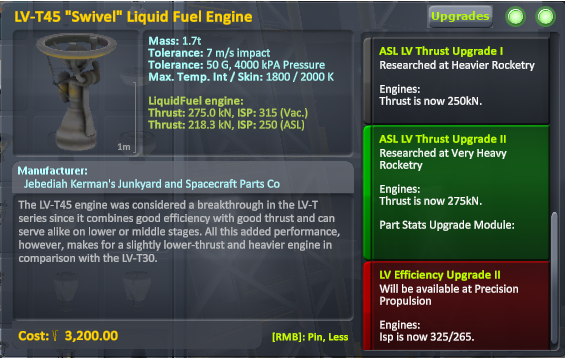 LV-T45 "Swivel" Liquid Fuel Engine
Upgrades
Mass: 1.7t
Tolerance: 7 m/s impact
Tolerance: 50 G, 4000 kPA Pressure
Max. Temp. Int / Skin: 1800 / 2000 K
LiquidFuel engine:
Thrust: 275.0 kN, ISP: 315 (Vac.)
Thrust: 218.3 kN, ISP: 250 (ASL)
1m
Manufacturer:
Jebediah Kerman's Junkyard and Spacecraft Parts Co
The LV-T45 engine was considered a breakthrough in the LV-T
series since it combines good efficiency with good thrust and can
serve alike on lower or middle stages. All this added performance,
however, makes for a slightly lower-thrust and heavier engine in
comparison with the LV-T30.
Cost: 3,200.00
[RMB]: Pin, Less
ASL LV Thrust Upgrade I
Researched at Heavier Rocketry
Engines:
Thrust is now 250kN.
ASL LV Thrust Upgrade II
Researched at Very Heavy
Rocketry
Engines:
Thrust is now 275kN.
Part Stats Upgrade Module:
LV Efficiency Upgrade II
Will be available at Precision
Propulsion
Engines:
Isp is now 325/265.